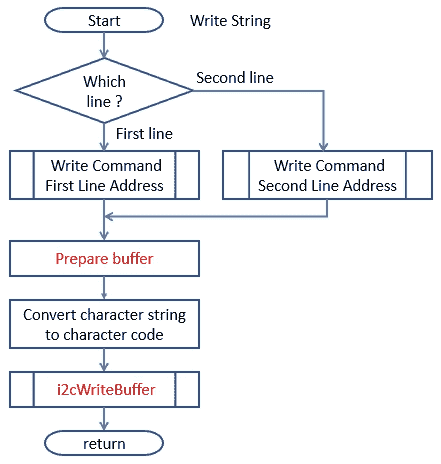 Start
Write String
Which
line ?
Second line
First line
Write Command
First Line Address
Write Command
Second Line Address
Prepare buffer
Convert character string
to character code
i2cWriteBuffer
return